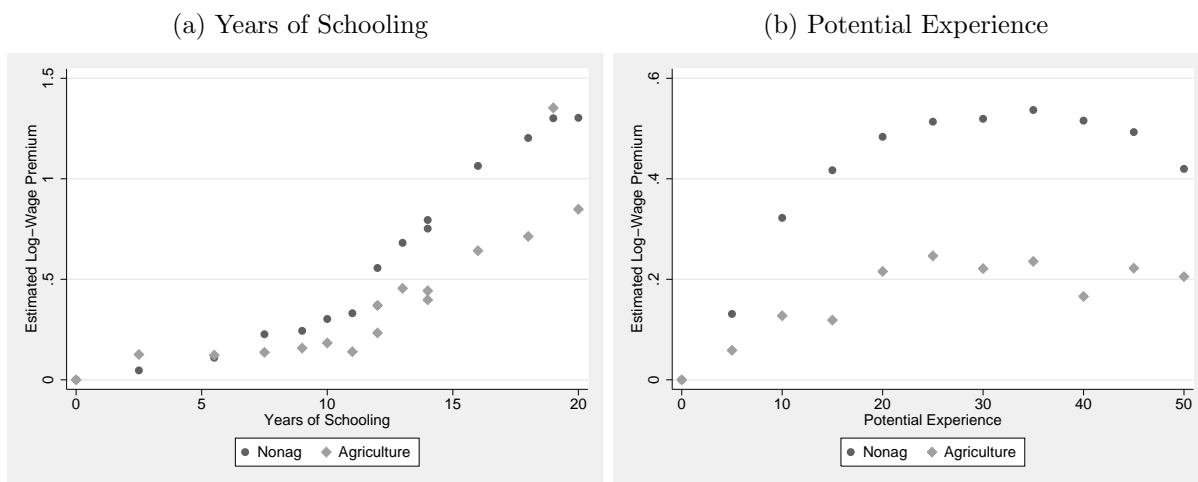 (a) Years of Schooling
Estimated Log−Wage Premium
0 .5 1 1.5
0 5 10 15 20
Years of Schooling
Nonag Agriculture
(b) Potential Experience
Estimated Log−Wage Premium
0 .2 .4 .6
0 10 20 30 40 50
Potential Experience
Nonag Agriculture